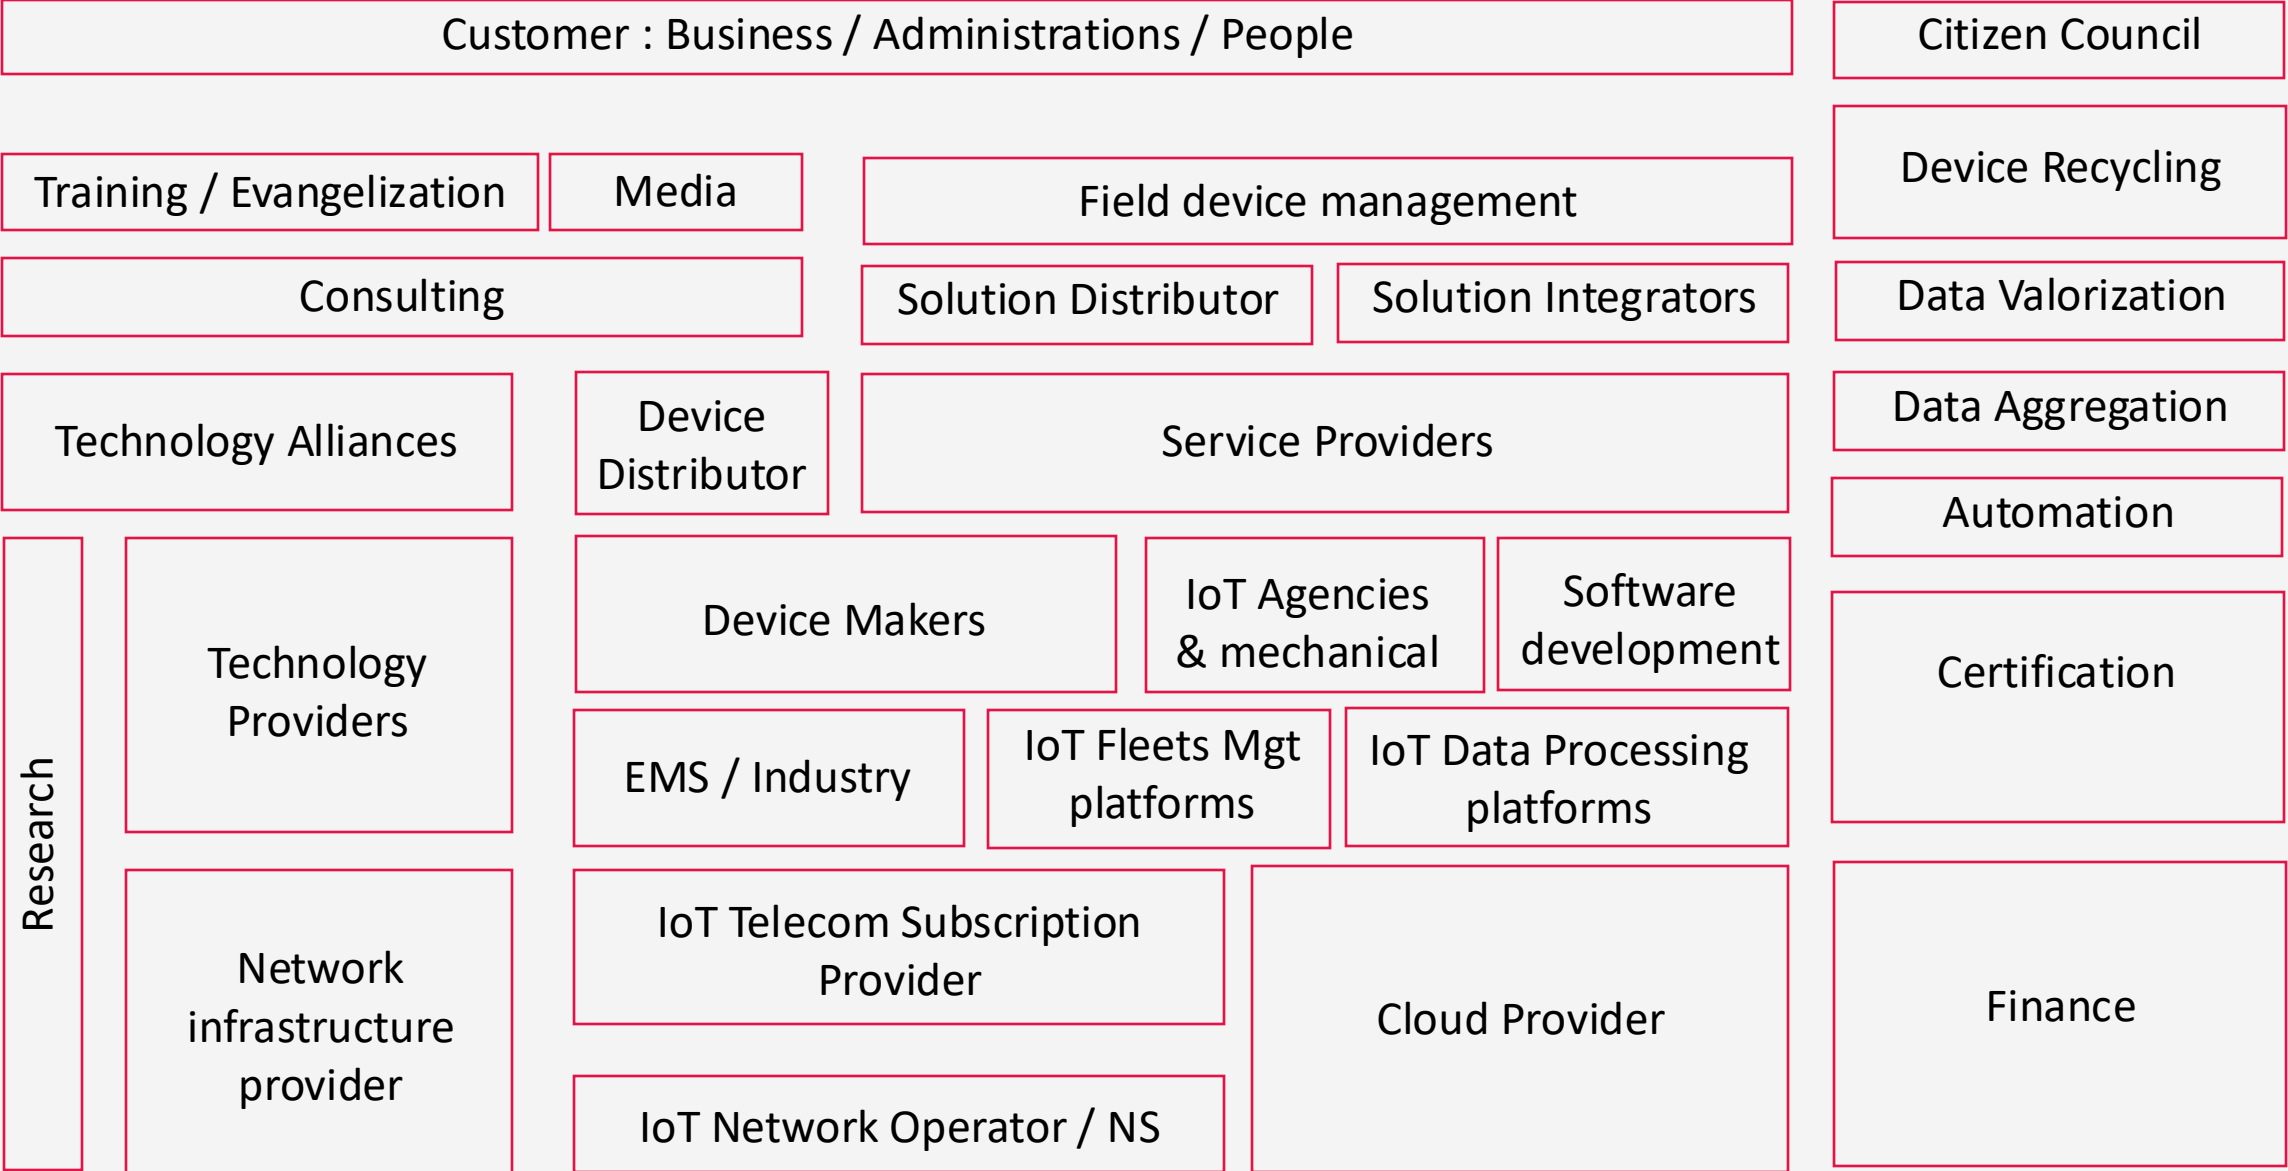 Customer : Business / Administrations / People
Citizen Council
Training / Evangelization
Media
Field device management
Device Recycling
Consulting
Solution Distributor
Solution Integrators
Data Valorization
Technology Alliances
Device
Distributor
Service Providers
Data Aggregation
Automation
Research
Technology
Providers
Device Makers
IoT Agencies
& mechanical
Software
development
Certification
EMS / Industry
IoT Fleets Mgt
platforms
IoT Data Processing
platforms
Network
infrastructure
provider
IoT Telecom Subscription
Provider
Cloud Provider
Finance
IoT Network Operator / NS